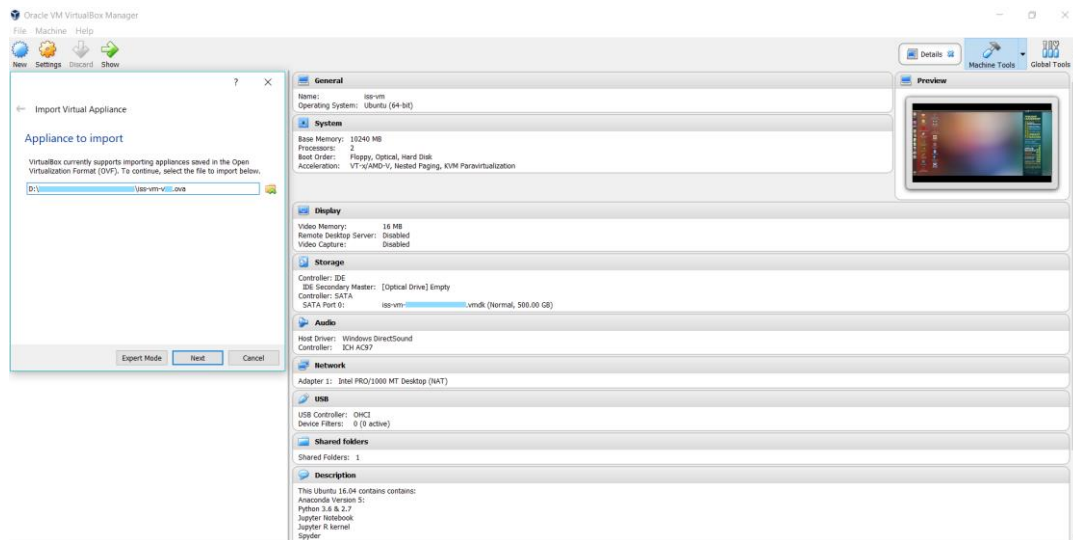 Oracle VM VirtualBox Manager
File Machine Help
New Settings Discard Show
Details Machine Tools Global Tools
? ×
← Import Virtual Appliance
Appliance to import
VirtualBox currently supports importing appliances saved in the Open
Virtualization Format (OVF). To continue, select the file to import below.
D:\ \iss-vm-v .ova
Expert Mode Next Cancel
General
Name: iss-vm
Operating System: Ubuntu (64-bit)
System
Base Memory: 10240 MB
Processors: 2
Boot Order: Floppy, Optical, Hard Disk
Acceleration: VT-x/AMD-V, Nested Paging, KVM Paravirtualization
Preview
Display
Video Memory: 16 MB
Remote Desktop Server: Disabled
Video Capture: Disabled
Storage
Controller: IDE
IDE Secondary Master: [Optical Drive] Empty
Controller: SATA
SATA Port 0: iss-vm- .vmdk (Normal, 500.00 GB)
Audio
Host Driver: Windows DirectSound
Controller: ICH AC97
Network
Adapter 1: Intel PRO/1000 MT Desktop (NAT)
USB
USB Controller: OHCI
Device Filters: 0 (0 active)
Shared folders
Shared Folders: 1
Description
This Ubuntu 16.04 contains contains:
Anaconda Version 5:
Python 3.6 & 2.7
Jupyter Notebook
Jupyter R kernel
Spyder